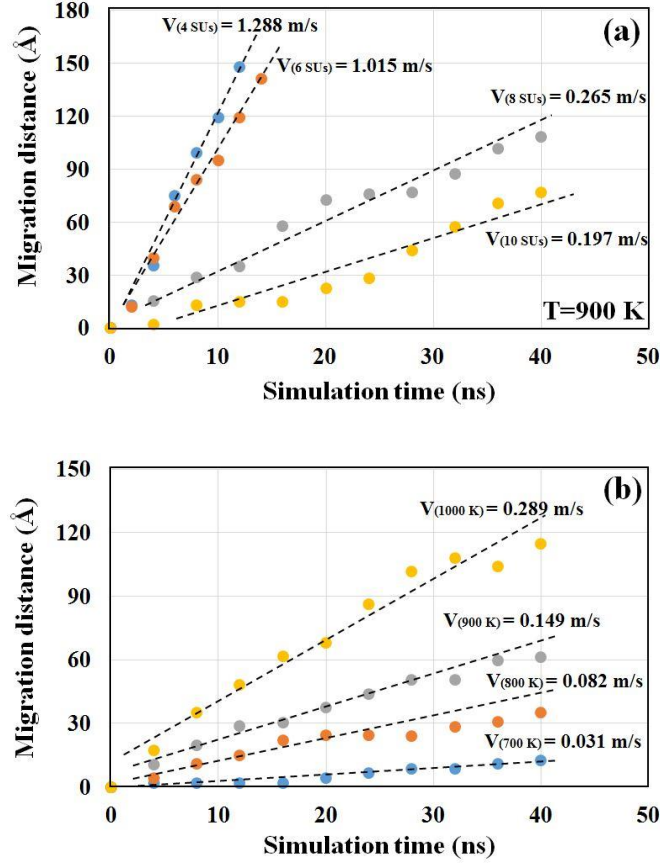 180
150
120
90
60
30
0
Migration distance (Å)
(a)
V(4 SUs) = 1.288 m/s
V(6 SUs) = 1.015 m/s
V(8 SUs) = 0.265 m/s
V(10 SUs) = 0.197 m/s
T=900 K
0 10 20 30 40 50
Simulation time (ns)
150
120
90
60
30
0
Migration distance (Å)
(b)
V(1000 K) = 0.289 m/s
V(900 K) = 0.149 m/s
V(800 K) = 0.082 m/s
V(700 K) = 0.031 m/s
0 10 20 30 40 50
Simulation time (ns)